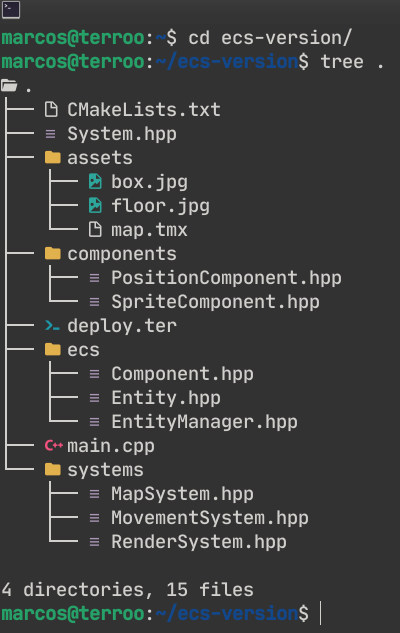 marcos@terroo:~$ cd ecs-version/
marcos@terroo:~/ecs-version$ tree .
.
CMakeLists.txt
System.hpp
assets
box.jpg
floor.jpg
map.tmx
components
PositionComponent.hpp
SpriteComponent.hpp
deploy.ter
ecs
Component.hpp
Entity.hpp
EntityManager.hpp
main.cpp
systems
MapSystem.hpp
MovementSystem.hpp
RenderSystem.hpp
4 directories, 15 files
marcos@terroo:~/ecs-version$